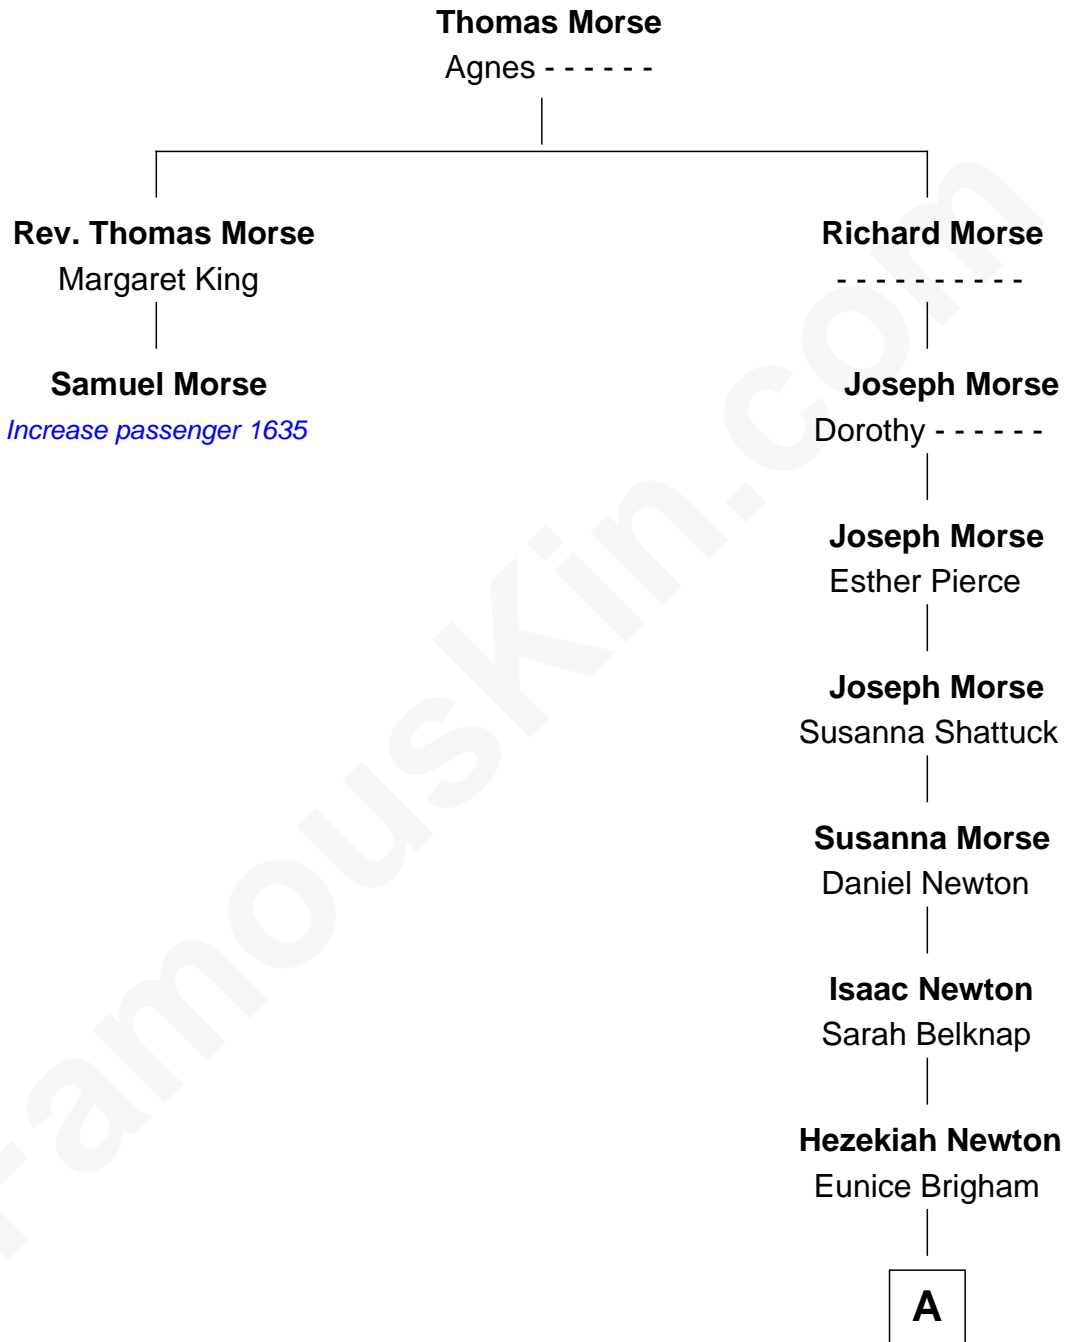 Thomas Morse
Agnes - - - - - -
Rev. Thomas Morse
Margaret King
Richard Morse
- - - - - - - - - -
Samuel Morse
Increase passenger 1635
Joseph Morse
Dorothy - - - - - -
Joseph Morse
Esther Pierce
Joseph Morse
Susanna Shattuck
Susanna Morse
Daniel Newton
Isaac Newton
Sarah Belknap
Hezekiah Newton
Eunice Brigham
A
FamousKin.com